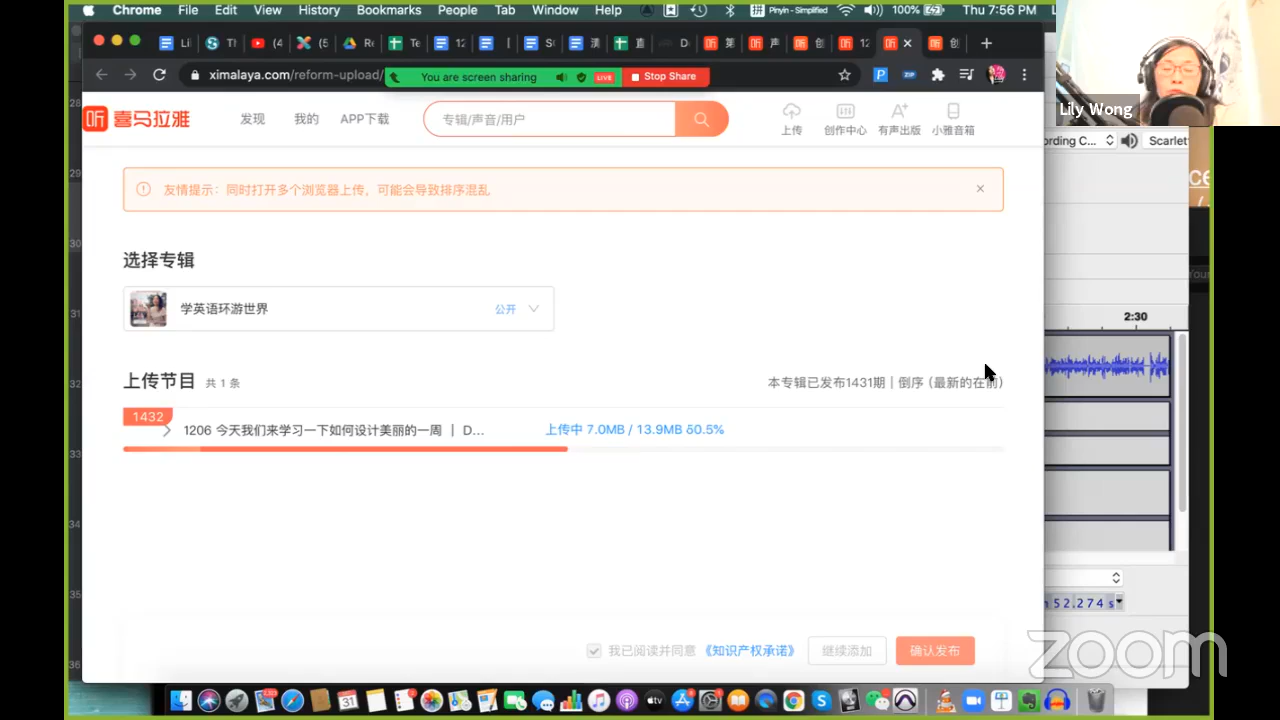 Chrome File Edit View History Bookmarks People Tab Window Help Pinyin - Simplified 100% Thu 7:56 PM
ximalaya.com/reform-upload/
You are screen sharing LIVE Stop Share
Lily Wong
喜马拉雅 发现 我的 APP下载 专辑/声音/用户 上传 创作中心 有声出版 小雅音箱
友情提示：同时打开多个浏览器上传，可能会导致排序混乱
选择专辑
学英语环游世界 公开
2:30
上传节目 共 1 条 本专辑已发布1431期 | 倒序 (最新的在前)
1432
1206 今天我们来学习一下如何设计美丽的一周 | D... 上传中 7.0MB / 13.9MB 50.5%
52.274 s
我已阅读并同意 《知识产权承诺》 继续添加 确认发布
zoom